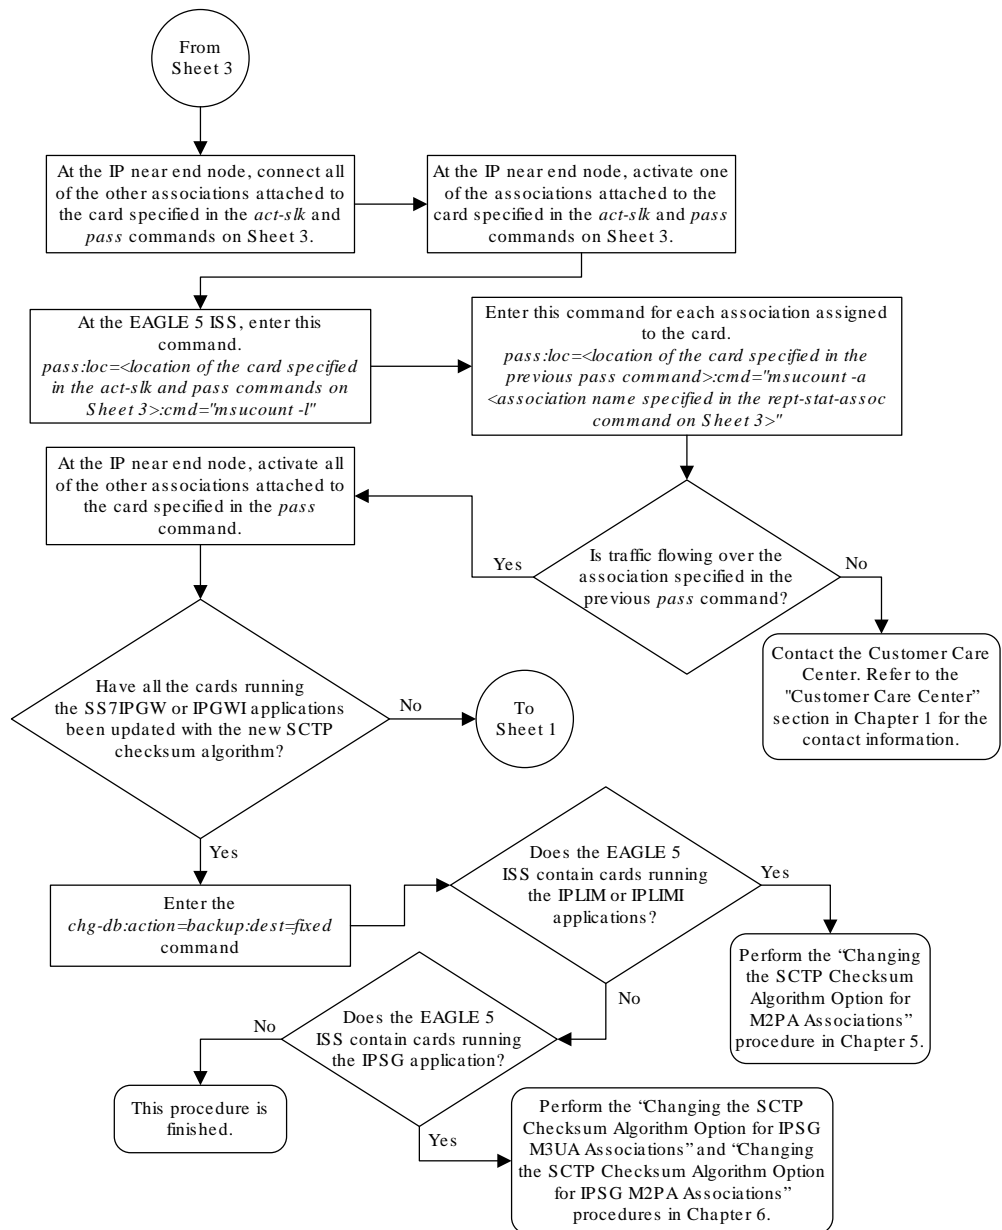 From
Sheet 3
At the IP near end node, connect all
of the other associations attached to
the card specified in the act-slk and
pass commands on Sheet 3.
At the IP near end node, activate one
of the associations attached to the
card specified in the act-slk and pass
commands on Sheet 3.
At the EAGLE 5 ISS, enter this
command.
pass:loc=<location of the card specified
in the act-slk and pass commands on
Sheet 3>:cmd="msucount -l"
Enter this command for each association assigned
to the card.
pass:loc=<location of the card specified in the
previous pass command>:cmd="msucount -a
<association name specified in the rept-stat-assoc
command on Sheet 3>"
At the IP near end node, activate all
of the other associations attached to
the card specified in the pass
command.
Is traffic flowing over the
association specified in the
previous pass command?
Yes
No
Contact the Customer Care
Center. Refer to the
"Customer Care Center”
section in Chapter 1 for the
contact information.
Have all the cards running
the SS7IPGW or IPGWI applications
been updated with the new SCTP
checksum algorithm?
No
To
Sheet 1
Yes
Enter the
chg-db:action=backup:dest=fixed
command
Does the EAGLE 5
ISS contain cards running
the IPLIM or IPLIMI
applications?
Yes
Perform the “Changing
the SCTP Checksum
Algorithm Option for
M2PA Associations”
procedure in Chapter 5.
No
Does the EAGLE 5
ISS contain cards running
the IPSG application?
No
This procedure is
finished.
Yes
Perform the “Changing the SCTP
Checksum Algorithm Option for IPSG
M3UA Associations” and “Changing
the SCTP Checksum Algorithm Option
for IPSG M2PA Associations”
procedures in Chapter 6.